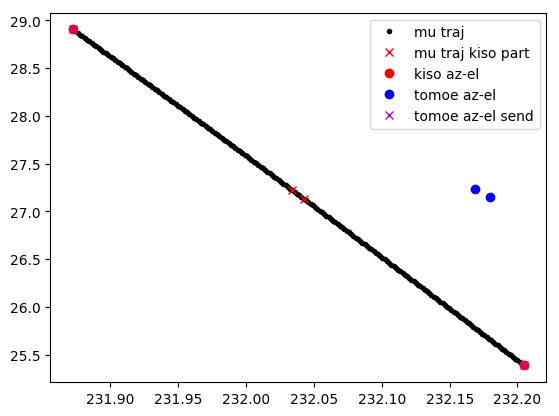 29.0
28.5
28.0
27.5
27.0
26.5
26.0
25.5
231.90 231.95 232.00 232.05 232.10 232.15 232.20
mu traj
mu traj kiso part
kiso az-el
tomoe az-el
tomoe az-el send